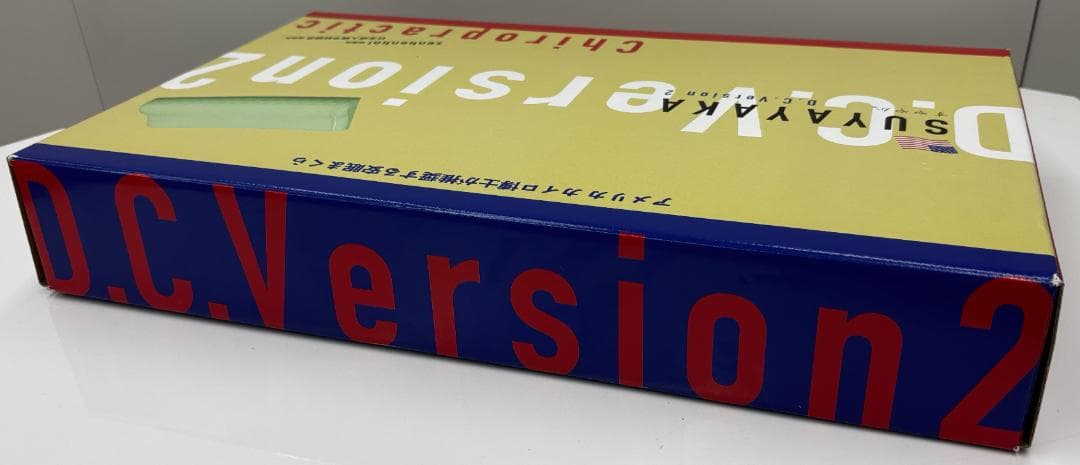 Chiropractic
D.C.Version2
SUYAYAKA
D.C.Version 2
アメリカカイロ博士が推奨する安眠まくら
D.C.Version2